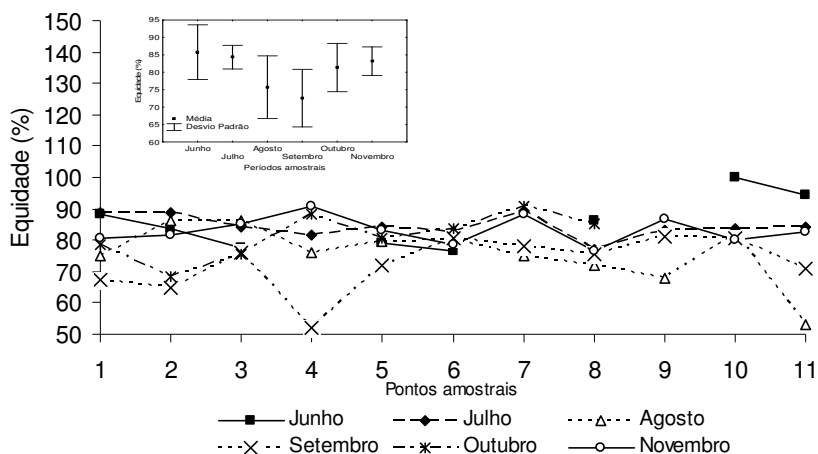 150
140
130
120
110
100
90
80
70
60
50
Equidade (%)
95
90
85
80
75
70
65
60
Equidade (%)
Média
Desvio Padrão
Junho Agosto Outubro
Julho Setembro Novembro
Períodos amostrais
1 2 3 4 5 6 7 8 9 10 11
Pontos amostrais
Junho Julho Agosto
Setembro Outubro Novembro